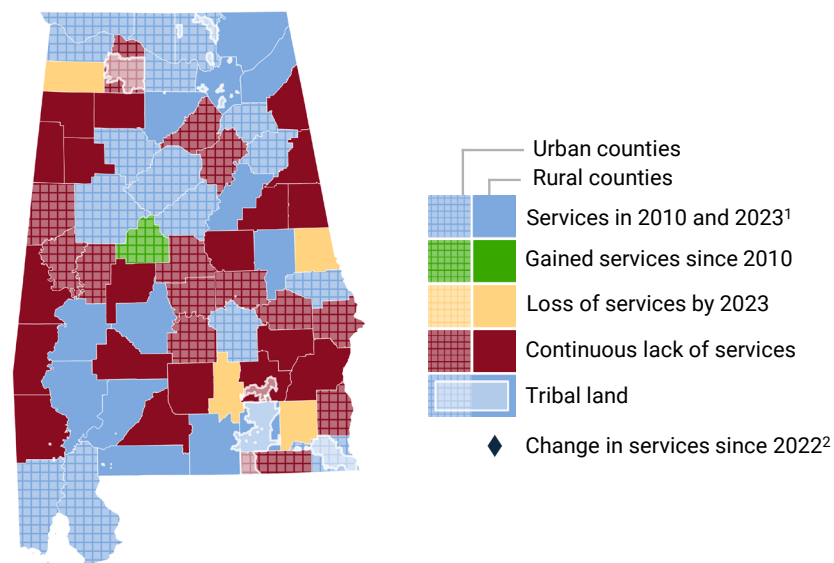 Urban counties
Rural counties
Services in 2010 and 2023¹
Gained services since 2010
Loss of services by 2023
Continuous lack of services
Tribal land
Change in services since 2022²